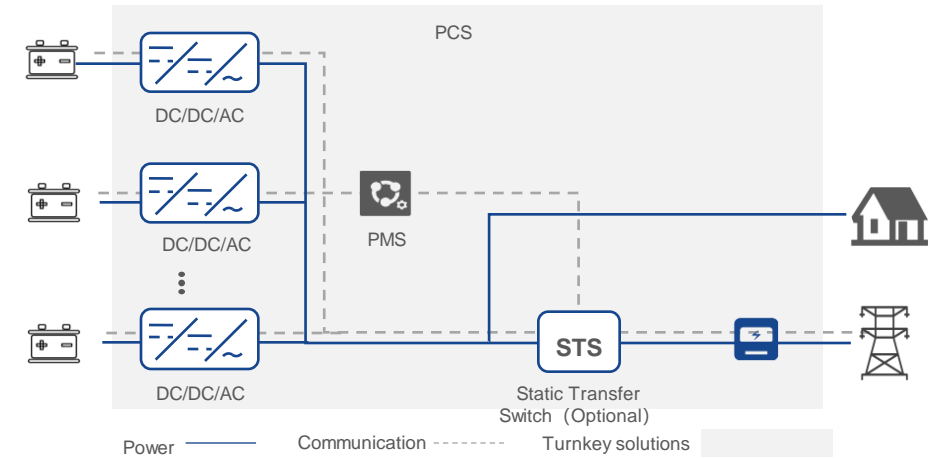 PCS
DC/DC/AC
DC/DC/AC
PMS
DC/DC/AC
STS
Static Transfer
Switch（Optional）
Power
Communication
Turnkey solutions